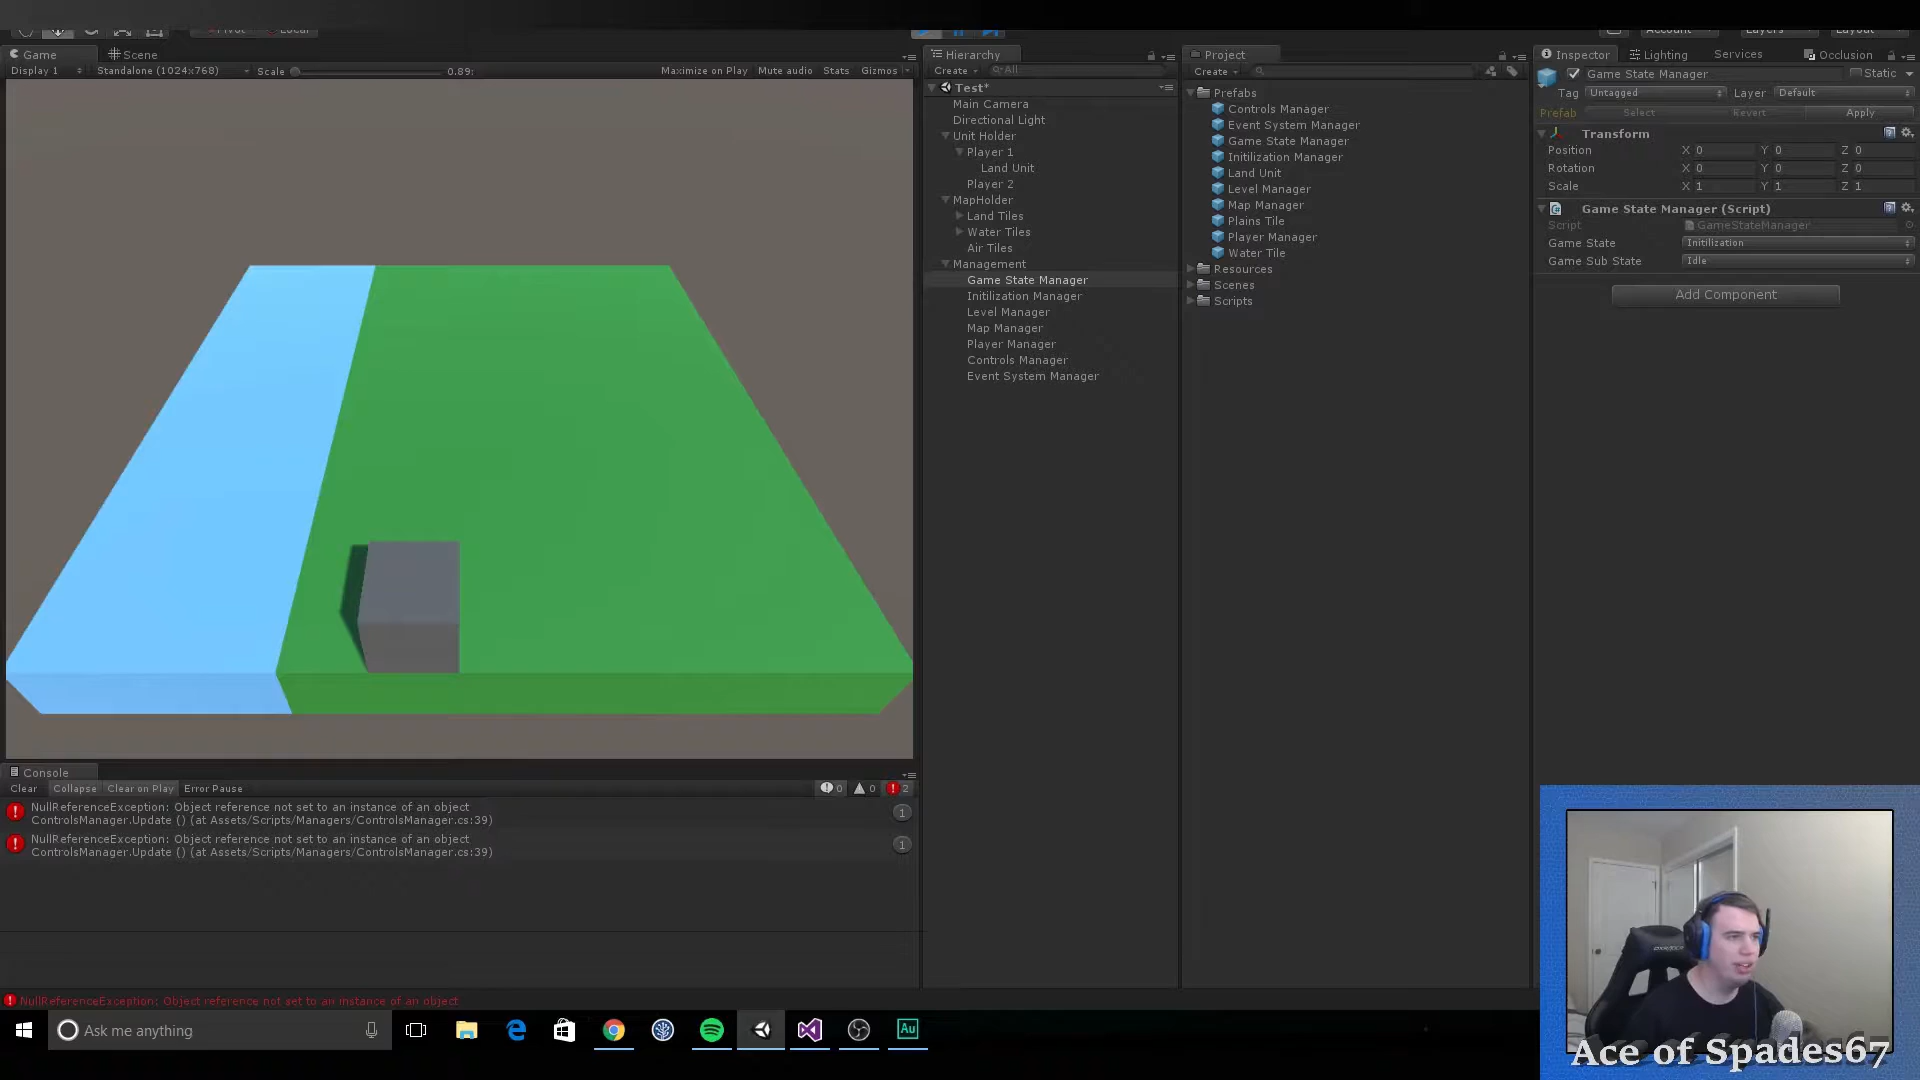 Pivot Local
Account Layers Layout
Game Scene
Display 1 Standalone (1024x768) Scale 0.89: Maximize on Play Mute audio Stats Gizmos
Hierarchy
Create All
Test*
Main Camera
Directional Light
Unit Holder
Player 1
Land Unit
Player 2
MapHolder
Land Tiles
Water Tiles
Air Tiles
Management
Game State Manager
Initilization Manager
Level Manager
Map Manager
Player Manager
Controls Manager
Event System Manager
Project
Create
Prefabs
Controls Manager
Event System Manager
Game State Manager
Initilization Manager
Land Unit
Level Manager
Map Manager
Plains Tile
Player Manager
Water Tile
Resources
Scenes
Scripts
Inspector Lighting Services Occlusion
Game State Manager Static
Tag Untagged Layer Default
Prefab Select Revert Apply
Transform
Position X 0 Y 0 Z 0
Rotation X 0 Y 0 Z 0
Scale X 1 Y 1 Z 1
Game State Manager (Script)
Script GameStateManager
Game State Initilization
Game Sub State Idle
Add Component
Console
Clear Collapse Clear on Play Error Pause 0 0 2
NullReferenceException: Object reference not set to an instance of an object
ControlsManager.Update () (at Assets/Scripts/Managers/ControlsManager.cs:39)
1
NullReferenceException: Object reference not set to an instance of an object
ControlsManager.Update () (at Assets/Scripts/Managers/ControlsManager.cs:39)
1
NullReferenceException: Object reference not set to an instance of an object
Ask me anything
Au
Ace of Spades67